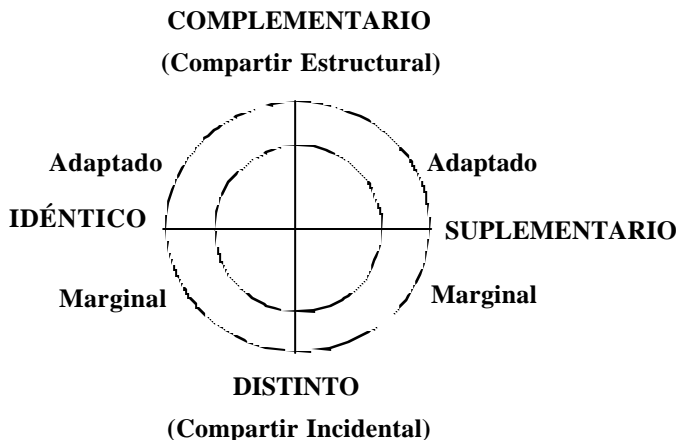 COMPLEMENTARIO
(Compartir Estructural)
Adaptado
Adaptado
IDÉNTICO
SUPLEMENTARIO
Marginal
Marginal
DISTINTO
(Compartir Incidental)